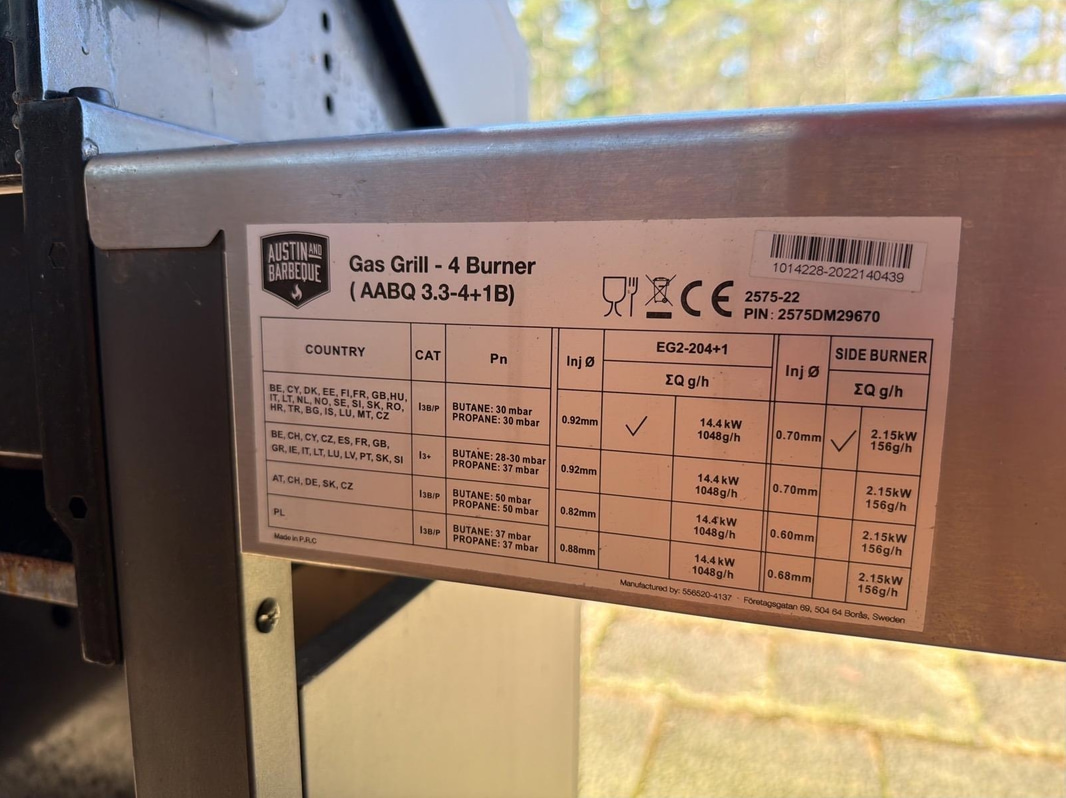 AUSTIN AND
BARBEQUE
Gas Grill - 4 Burner
( AABQ 3.3-4+1B)
1014228-2022140439
CE
2575-22
PIN: 2575DM29670
COUNTRY CAT Pn Inj Ø EG2-204+1 Inj Ø SIDE BURNER
ΣQ g/h ΣQ g/h
BE, CY, DK, EE, FI,FR, GB,HU,
IT, LT, NL, NO, SE, SI, SK, RO,
HR, TR, BG, IS, LU, MT, CZ
I3B/P
BUTANE: 30 mbar
PROPANE: 30 mbar
0.92mm
✓
14.4 kW
1048g/h
0.70mm
✓
2.15kW
156g/h
BE, CH, CY, CZ, ES, FR, GB,
GR, IE, IT, LT, LU, LV, PT, SK, SI
I3+
BUTANE: 28-30 mbar
PROPANE: 37 mbar
0.92mm
14.4 kW
1048g/h
0.70mm
2.15kW
156g/h
AT, CH, DE, SK, CZ
I3B/P
BUTANE: 50 mbar
PROPANE: 50 mbar
0.82mm
14.4 kW
1048g/h
0.60mm
2.15kW
156g/h
PL
I3B/P
BUTANE: 37 mbar
PROPANE: 37 mbar
0.88mm
14.4 kW
1048g/h
0.68mm
2.15kW
156g/h
Made in P.R.C
Manufactured by: 556520-4137 · Företagsgatan 69, 504 64 Borås, Sweden